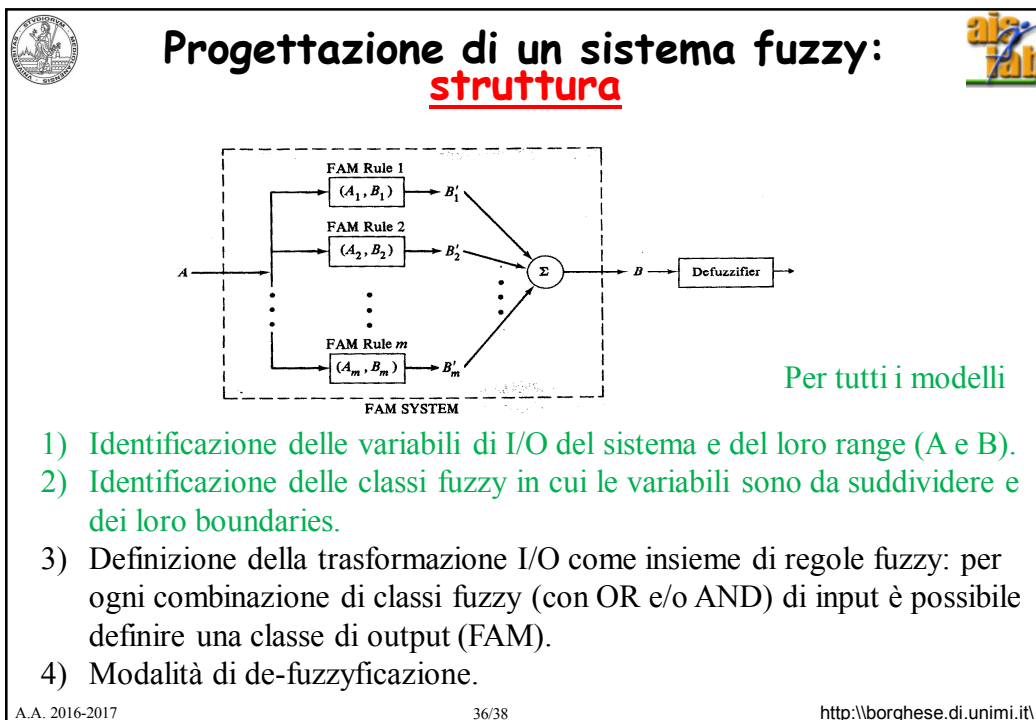 Progettazione di un sistema fuzzy:
struttura
FAM Rule 1
(A₁, B₁)
B′₁
FAM Rule 2
(A₂, B₂)
B′₂
A
Σ
B
Defuzzifier
FAM Rule m
(Aₘ, Bₘ)
B′ₘ
FAM SYSTEM
Per tutti i modelli
1) Identificazione delle variabili di I/O del sistema e del loro range (A e B).
2) Identificazione delle classi fuzzy in cui le variabili sono da suddividere e
dei loro boundaries.
3) Definizione della trasformazione I/O come insieme di regole fuzzy: per
ogni combinazione di classi fuzzy (con OR e/o AND) di input è possibile
definire una classe di output (FAM).
4) Modalità di de-fuzzyficazione.
A.A. 2016-2017
36/38
http:\\borghese.di.unimi.it\